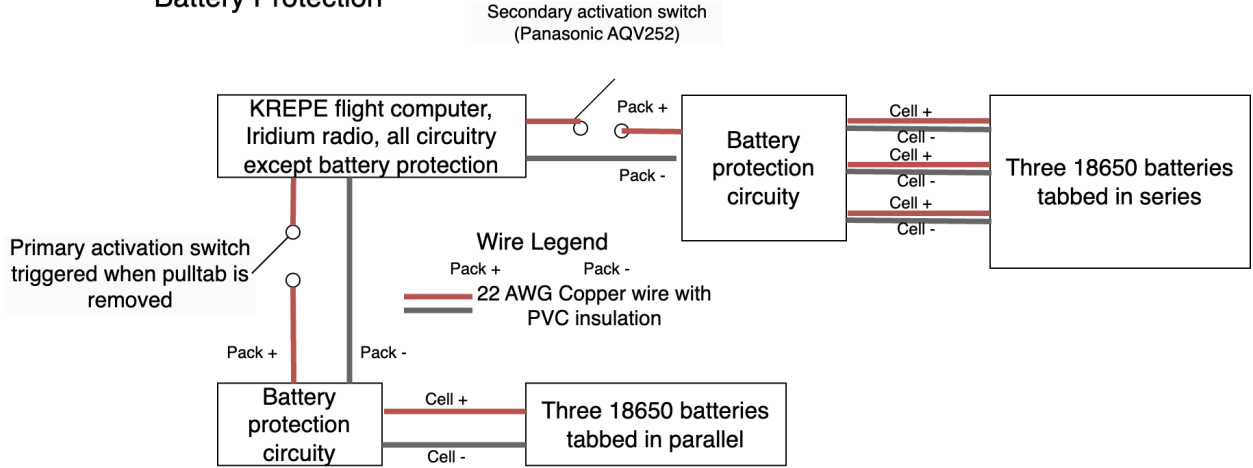 Battery Protection
Secondary activation switch
(Panasonic AQV252)
KREPE flight computer,
Iridium radio, all circuitry
except battery protection
Pack +
Pack -
Battery
protection
circuitry
Cell +
Cell -
Cell +
Cell -
Cell +
Cell -
Three 18650 batteries
tabbed in series
Primary activation switch
triggered when pulltab is
removed
Wire Legend
Pack +
Pack -
22 AWG Copper wire with
PVC insulation
Pack +
Pack -
Battery
protection
circuitry
Cell +
Cell -
Three 18650 batteries
tabbed in parallel